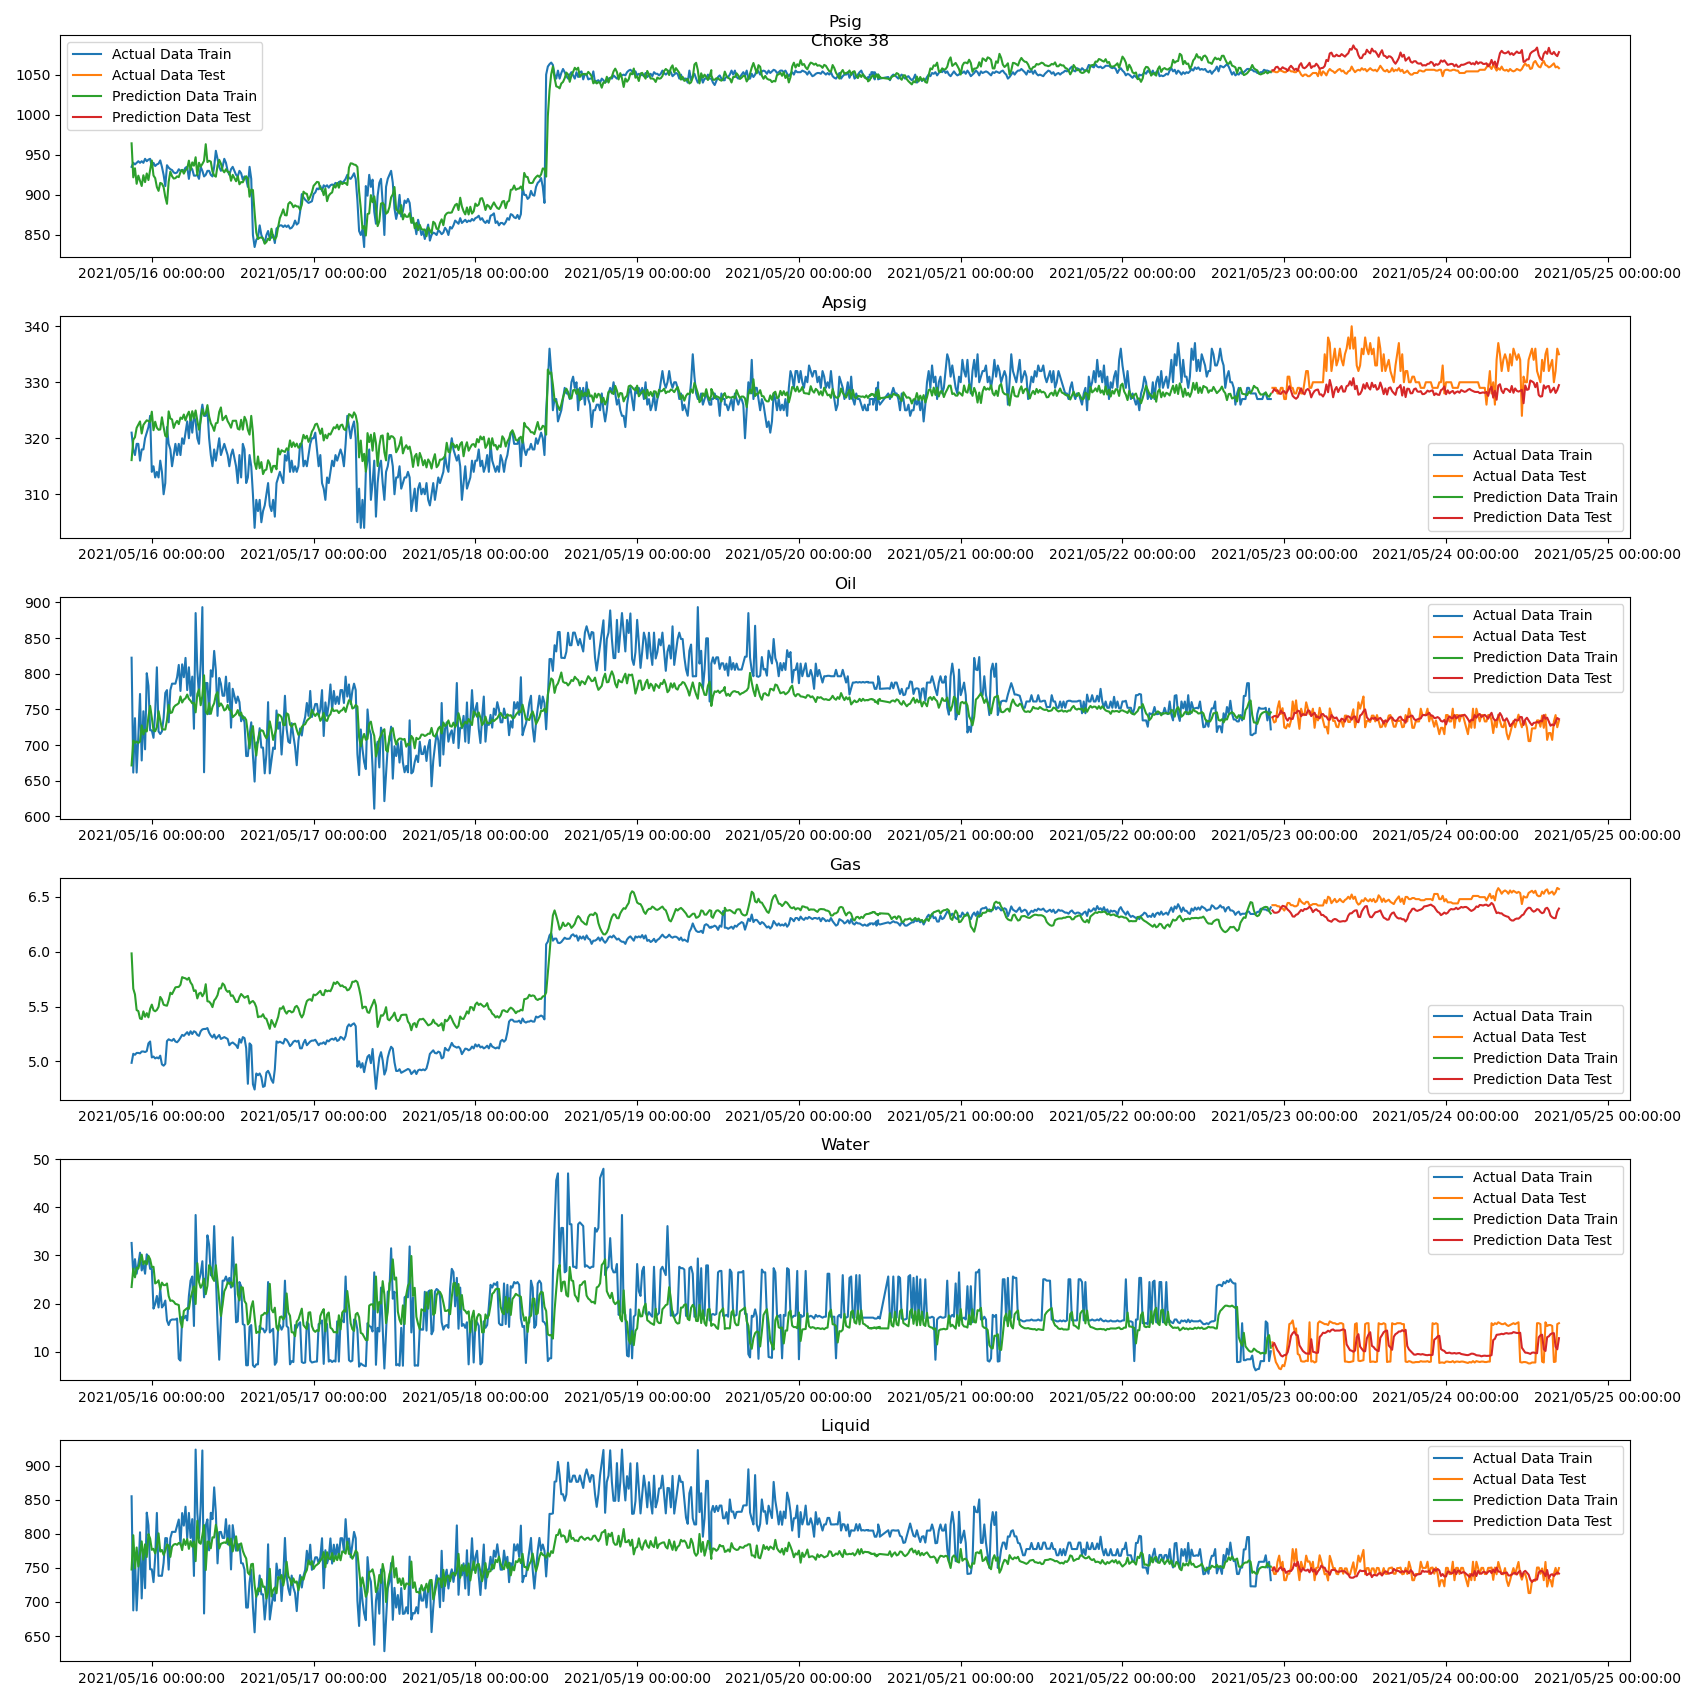 Psig
Choke 38
Actual Data Train
Actual Data Test
Prediction Data Train
Prediction Data Test
1050
1000
950
900
850
2021/05/16 00:00:00 2021/05/17 00:00:00 2021/05/18 00:00:00 2021/05/19 00:00:00 2021/05/20 00:00:00 2021/05/21 00:00:00 2021/05/22 00:00:00 2021/05/23 00:00:00 2021/05/24 00:00:00 2021/05/25 00:00:00
Apsig
340
330
320
310
Actual Data Train
Actual Data Test
Prediction Data Train
Prediction Data Test
2021/05/16 00:00:00 2021/05/17 00:00:00 2021/05/18 00:00:00 2021/05/19 00:00:00 2021/05/20 00:00:00 2021/05/21 00:00:00 2021/05/22 00:00:00 2021/05/23 00:00:00 2021/05/24 00:00:00 2021/05/25 00:00:00
Oil
900
850
800
750
700
650
600
Actual Data Train
Actual Data Test
Prediction Data Train
Prediction Data Test
2021/05/16 00:00:00 2021/05/17 00:00:00 2021/05/18 00:00:00 2021/05/19 00:00:00 2021/05/20 00:00:00 2021/05/21 00:00:00 2021/05/22 00:00:00 2021/05/23 00:00:00 2021/05/24 00:00:00 2021/05/25 00:00:00
Gas
6.5
6.0
5.5
5.0
Actual Data Train
Actual Data Test
Prediction Data Train
Prediction Data Test
2021/05/16 00:00:00 2021/05/17 00:00:00 2021/05/18 00:00:00 2021/05/19 00:00:00 2021/05/20 00:00:00 2021/05/21 00:00:00 2021/05/22 00:00:00 2021/05/23 00:00:00 2021/05/24 00:00:00 2021/05/25 00:00:00
Water
50
40
30
20
10
Actual Data Train
Actual Data Test
Prediction Data Train
Prediction Data Test
2021/05/16 00:00:00 2021/05/17 00:00:00 2021/05/18 00:00:00 2021/05/19 00:00:00 2021/05/20 00:00:00 2021/05/21 00:00:00 2021/05/22 00:00:00 2021/05/23 00:00:00 2021/05/24 00:00:00 2021/05/25 00:00:00
Liquid
900
850
800
750
700
650
Actual Data Train
Actual Data Test
Prediction Data Train
Prediction Data Test
2021/05/16 00:00:00 2021/05/17 00:00:00 2021/05/18 00:00:00 2021/05/19 00:00:00 2021/05/20 00:00:00 2021/05/21 00:00:00 2021/05/22 00:00:00 2021/05/23 00:00:00 2021/05/24 00:00:00 2021/05/25 00:00:00